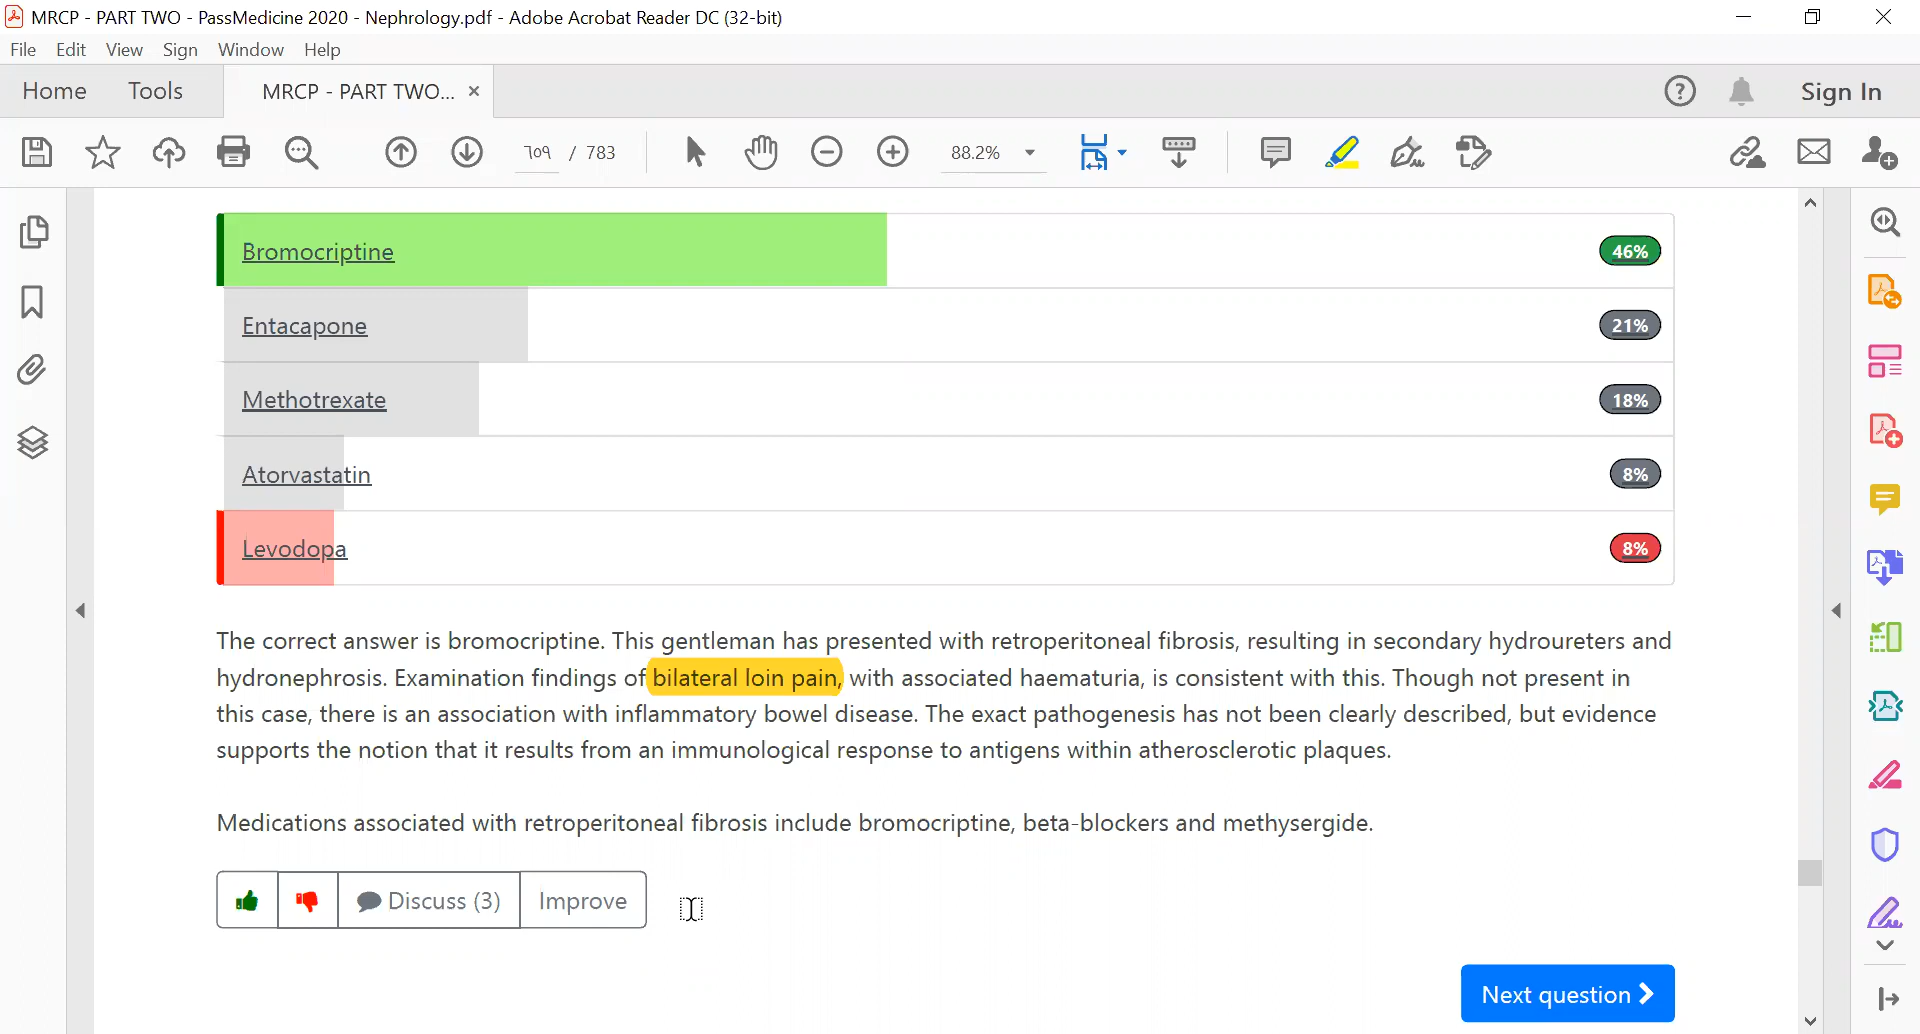 MRCP - PART TWO - PassMedicine 2020 - Nephrology.pdf - Adobe Acrobat Reader DC (32-bit)
File Edit View Sign Window Help
Home Tools MRCP - PART TWO... × Sign In
٦٠٩ / 783 88.2%
Bromocriptine 46%
Entacapone 21%
Methotrexate 18%
Atorvastatin 8%
Levodopa 8%
The correct answer is bromocriptine. This gentleman has presented with retroperitoneal fibrosis, resulting in secondary hydroureters and
hydronephrosis. Examination findings of bilateral loin pain, with associated haematuria, is consistent with this. Though not present in
this case, there is an association with inflammatory bowel disease. The exact pathogenesis has not been clearly described, but evidence
supports the notion that it results from an immunological response to antigens within atherosclerotic plaques.
Medications associated with retroperitoneal fibrosis include bromocriptine, beta-blockers and methysergide.
Discuss (3) Improve
Next question